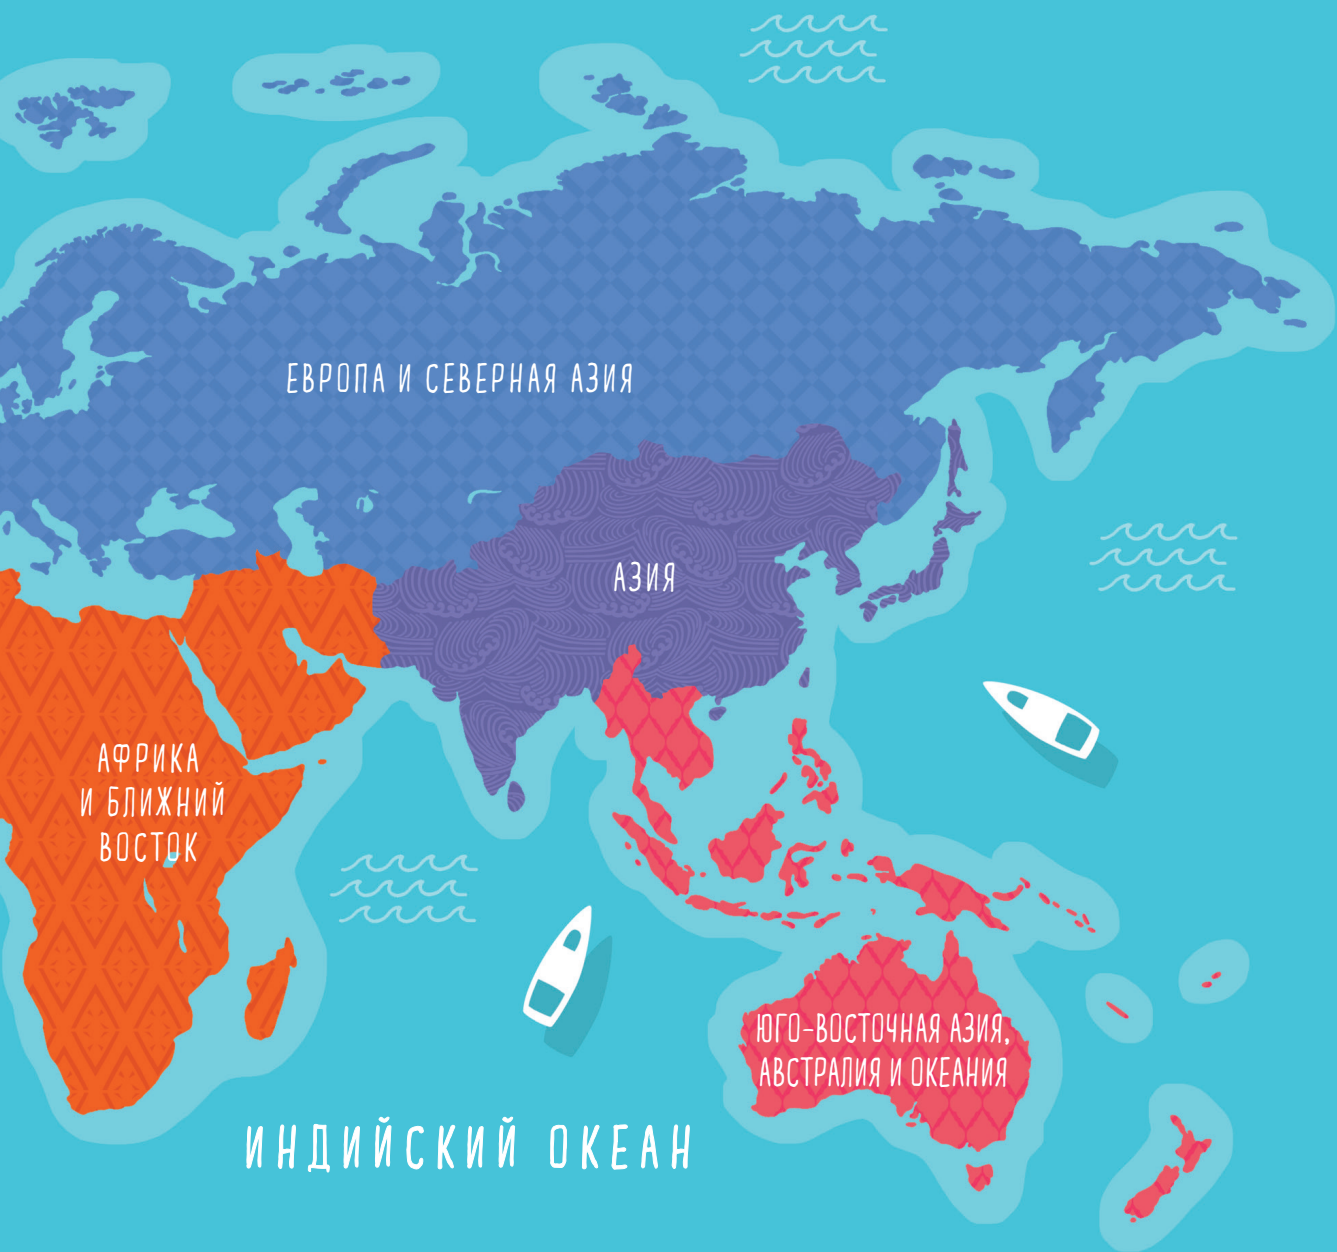 ЕВРОПА И СЕВЕРНАЯ АЗИЯ
АЗИЯ
АФРИКА
И БЛИЖНИЙ
ВОСТОК
ЮГО-ВОСТОЧНАЯ АЗИЯ,
АВСТРАЛИЯ И ОКЕАНИЯ
ИНДИЙСКИЙ ОКЕАН